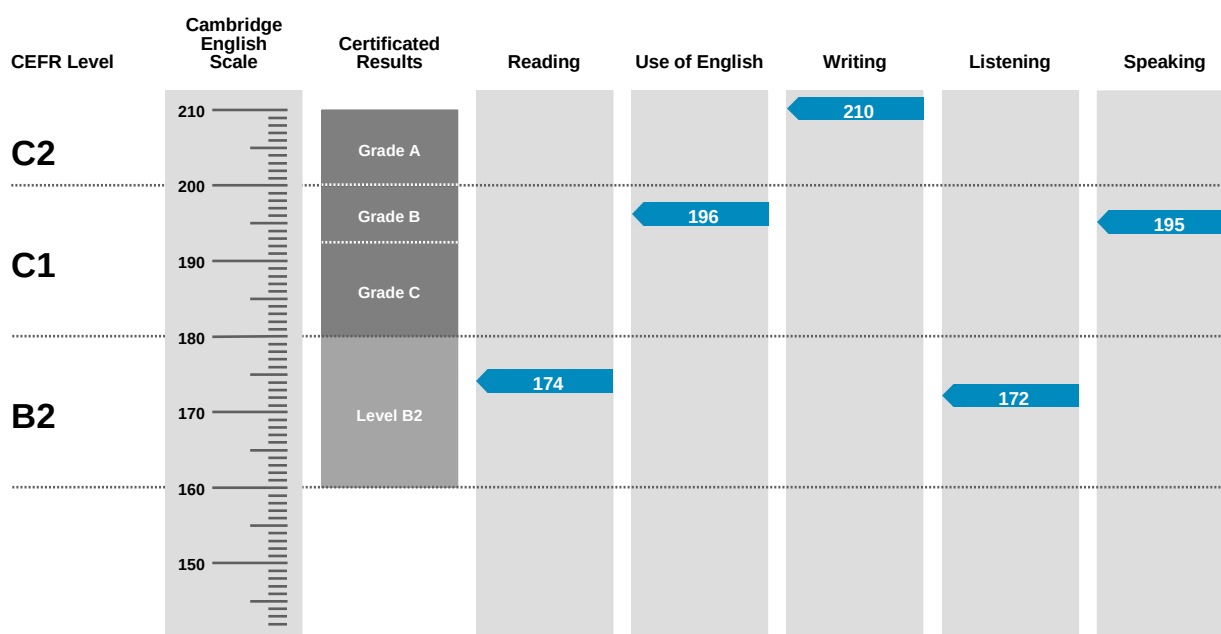 CEFR Level
Cambridge
English
Scale
Certificated
Results
Reading
Use of English
Writing
Listening
Speaking
210
210
C2
Grade A
200
Grade B
196
195
C1
190
Grade C
180
174
172
B2
170
Level B2
160
150